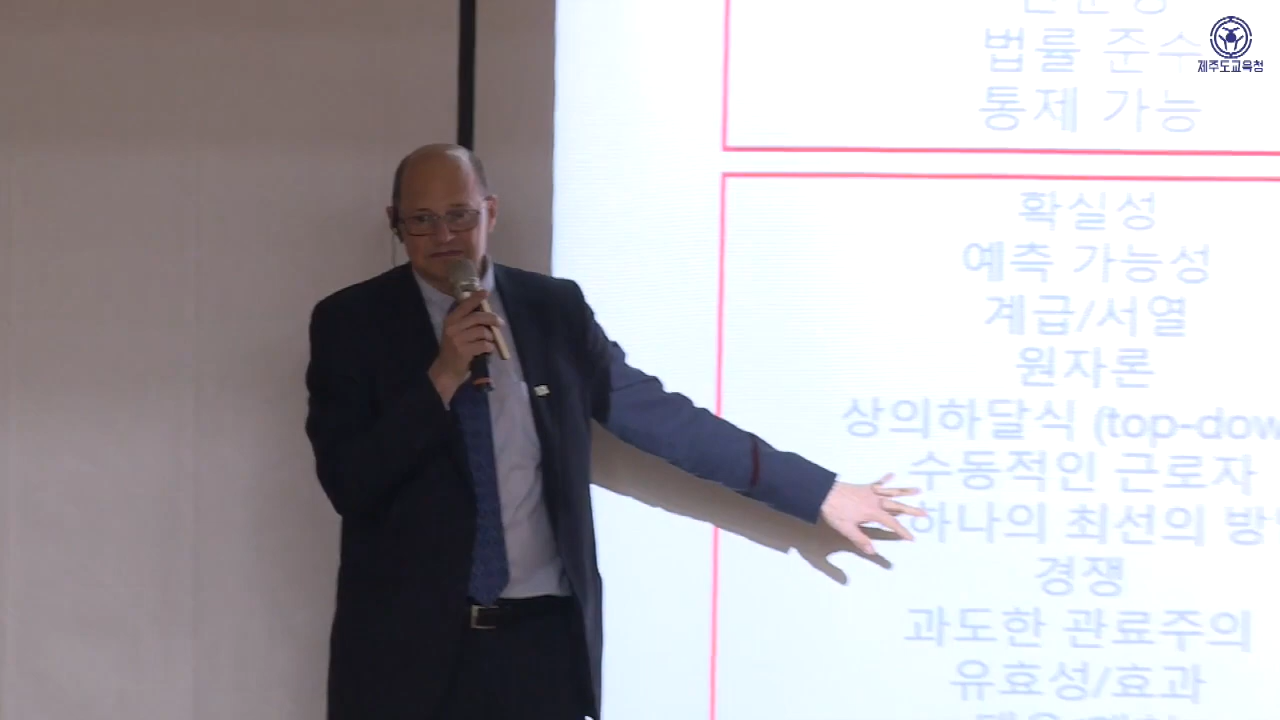 제주도교육청
법률 준수
통제 가능
확실성
예측 가능성
계급/서열
원자론
상의하달식 (top-dow
수동적인 근로자
하나의 최선의 방
경쟁
과도한 관료주의
유효성/효과